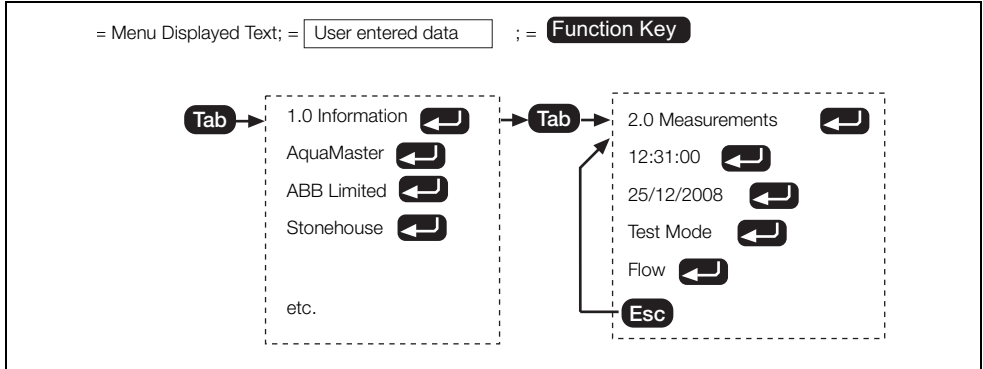 = Menu Displayed Text; = User entered data ; = Function Key
Tab
1.0 Information
AquaMaster
ABB Limited
Stonehouse
etc.
Tab
2.0 Measurements
12:31:00
25/12/2008
Test Mode
Flow
Esc